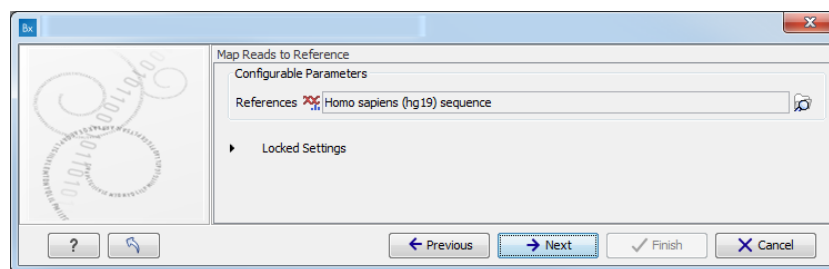 Bx
Map Reads to Reference
Configurable Parameters
References Homo sapiens (hg19) sequence
Locked Settings
? Previous Next Finish Cancel